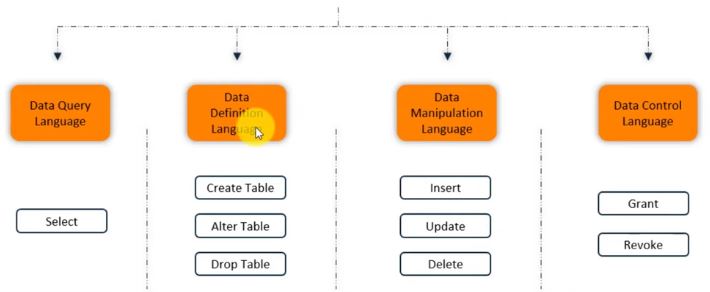 Data Query
Language
Data
Definition
Language
Data
Manipulation
Language
Data Control
Language
Select
Create Table
Alter Table
Drop Table
Insert
Update
Delete
Grant
Revoke